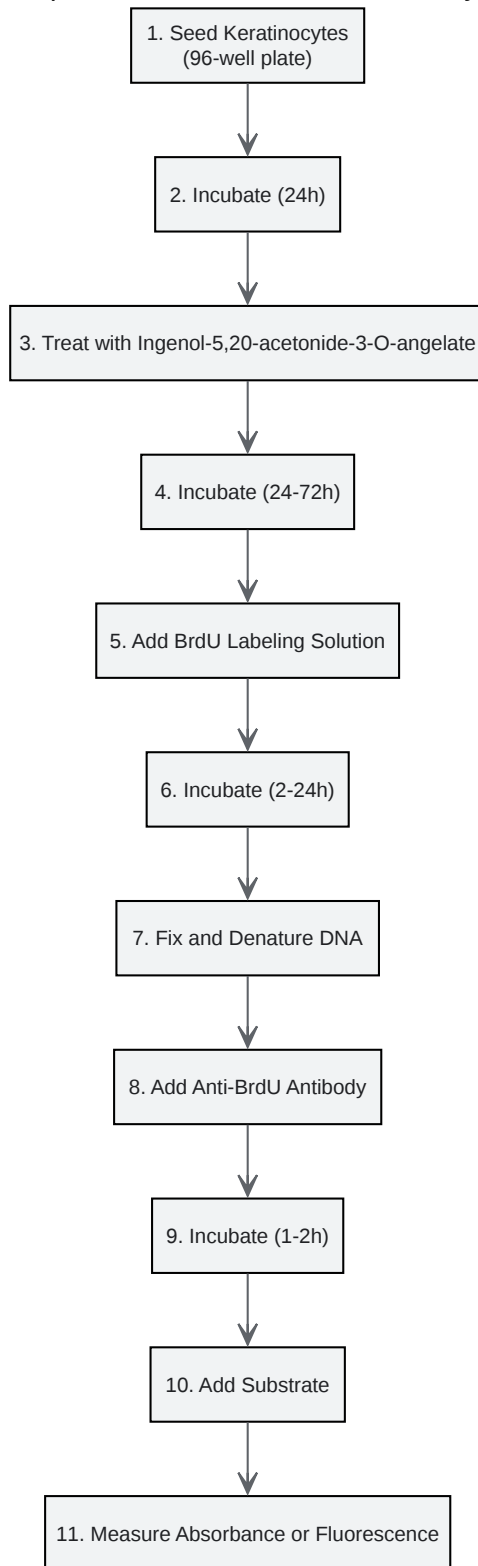 1. Seed Keratinocytes
(96-well plate)
2. Incubate (24h)
3. Treat with Ingenol-5,20-acetonide-3-O-angelate
4. Incubate (24-72h)
5. Add BrdU Labeling Solution
6. Incubate (2-24h)
7. Fix and Denature DNA
8. Add Anti-BrdU Antibody
9. Incubate (1-2h)
10. Add Substrate
11. Measure Absorbance or Fluorescence